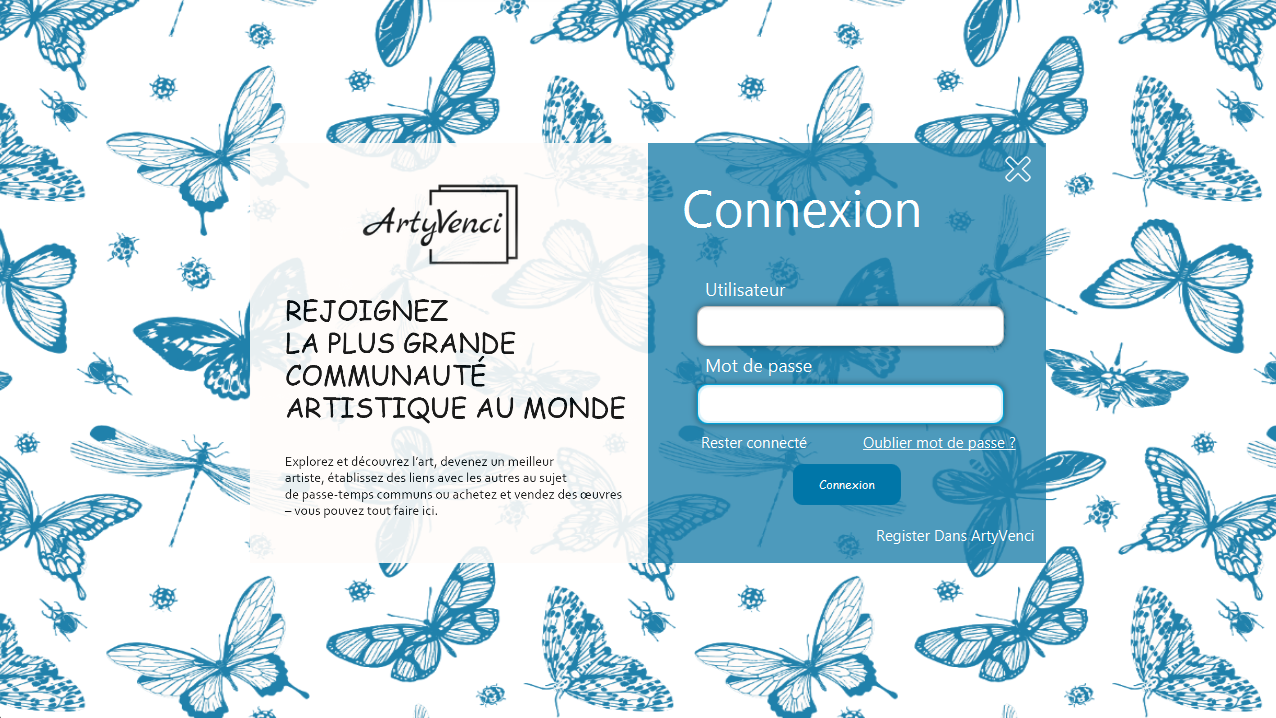 ArtyVenci
REJOIGNEZ
LA PLUS GRANDE
COMMUNAUTÉ
ARTISTIQUE AU MONDE
Explorez et découvrez l'art, devenez un meilleur
artiste, établissez des liens avec les autres au sujet
de passe-temps communs ou achetez et vendez des œuvres
– vous pouvez tout faire ici.
Connexion
Utilisateur
Mot de passe
Rester connecté
Oublier mot de passe ?
Connexion
Register Dans ArtyVenci